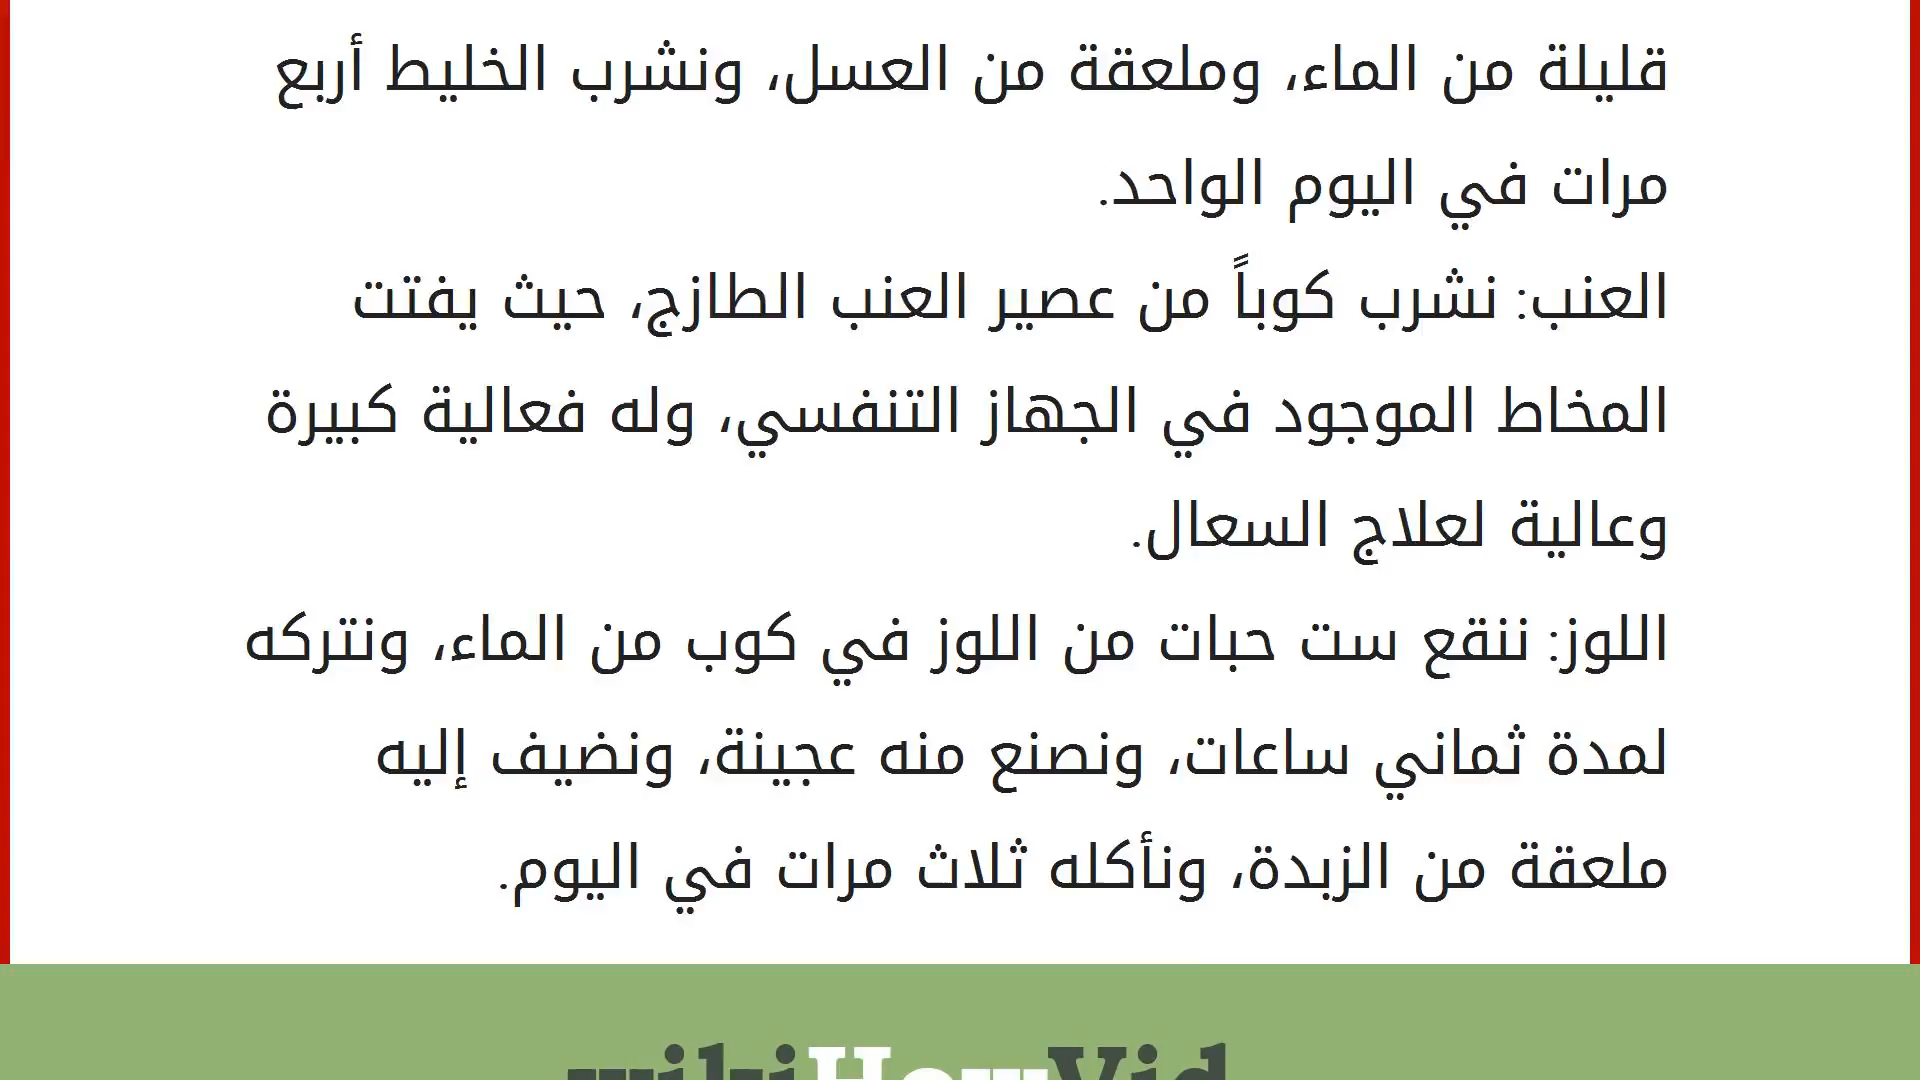 قليلة من الماء، وملعقة من العسل، ونشرب الخليط أربع
مرات في اليوم الواحد.
العنب: نشرب كوباً من عصير العنب الطازج، حيث يفتت
المخاط الموجود في الجهاز التنفسي، وله فعالية كبيرة
وعالية لعلاج السعال.
اللوز: ننقع ست حبات من اللوز في كوب من الماء، ونتركه
لمدة ثماني ساعات، ونصنع منه عجينة، ونضيف إليه
ملعقة من الزبدة، ونأكله ثلاث مرات في اليوم.
wikiHowVid